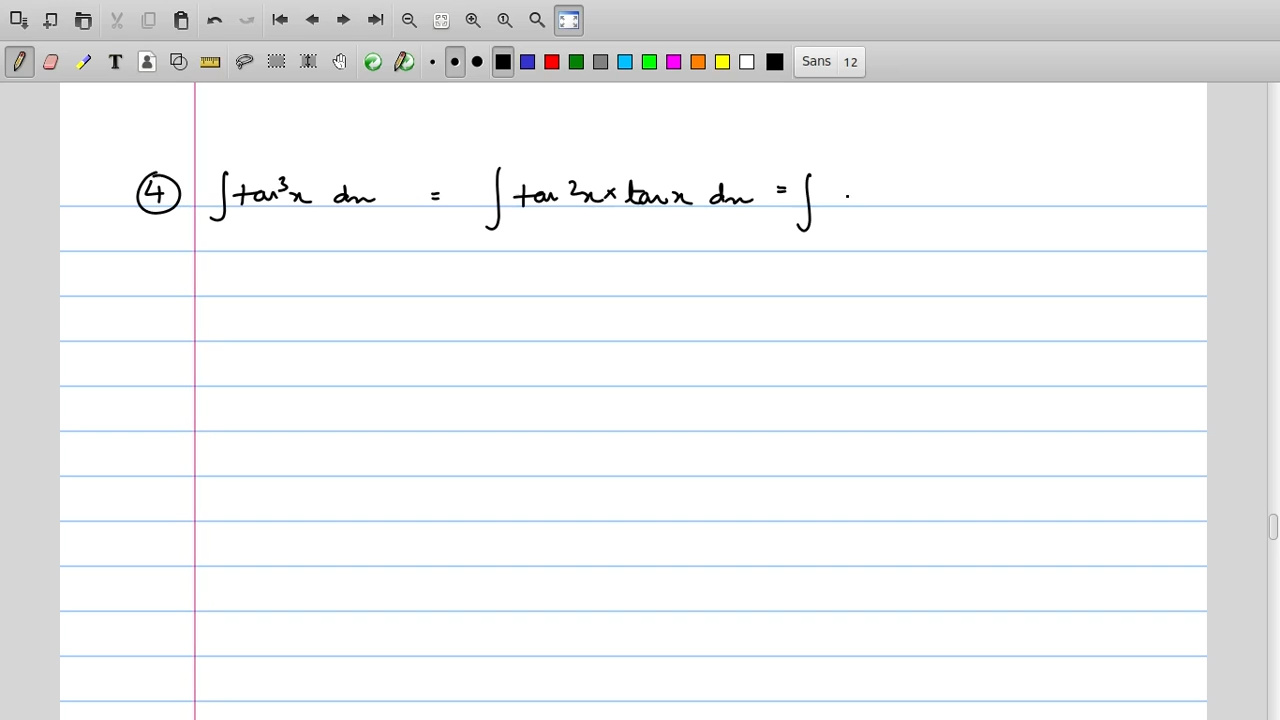 Sans 12
④ ∫tan³x dx = ∫tan²x × tanx dx = ∫